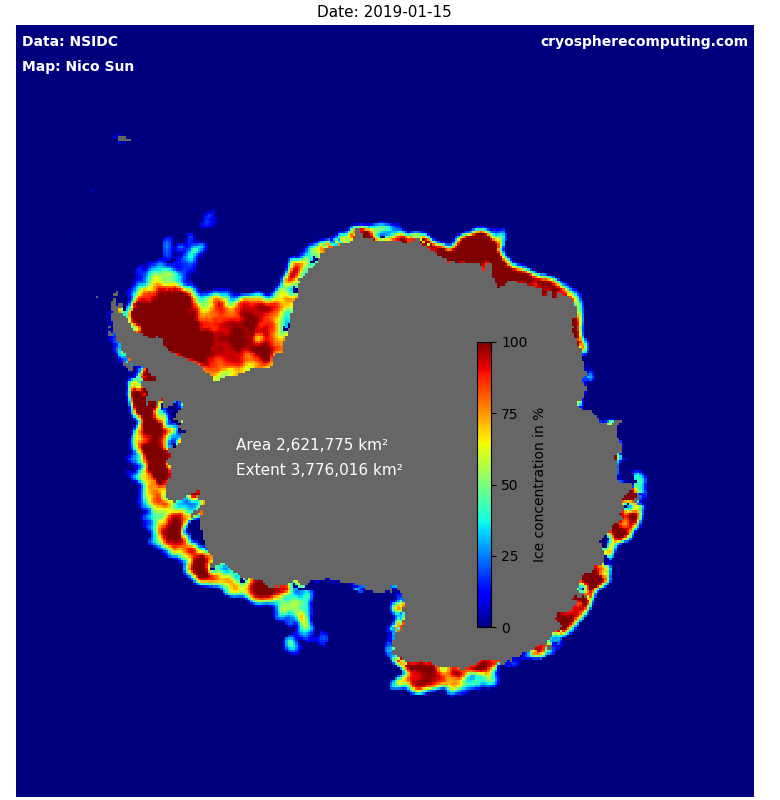 Date: 2019-01-15
Data: NSIDC
cryospherecomputing.com
Map: Nico Sun
Area 2,621,775 km²
Extent 3,776,016 km²
100
75
50
25
0
Ice concentration in %